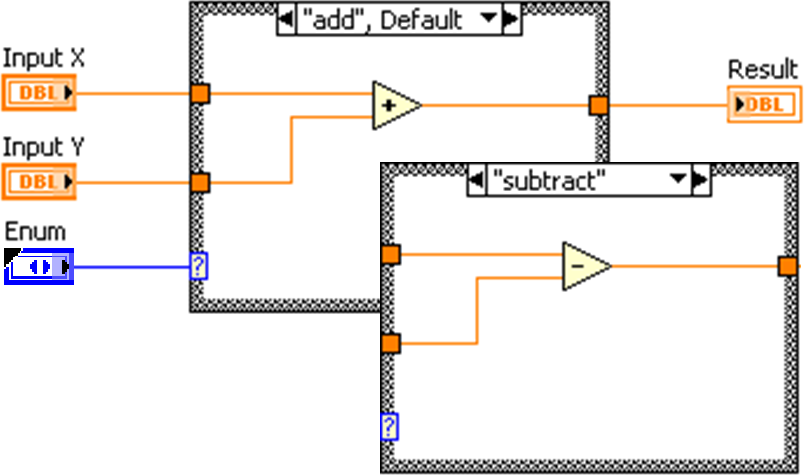 "add", Default
Input X
DBL
+
Result
DBL
Input Y
DBL
"subtract"
Enum
?
-
?